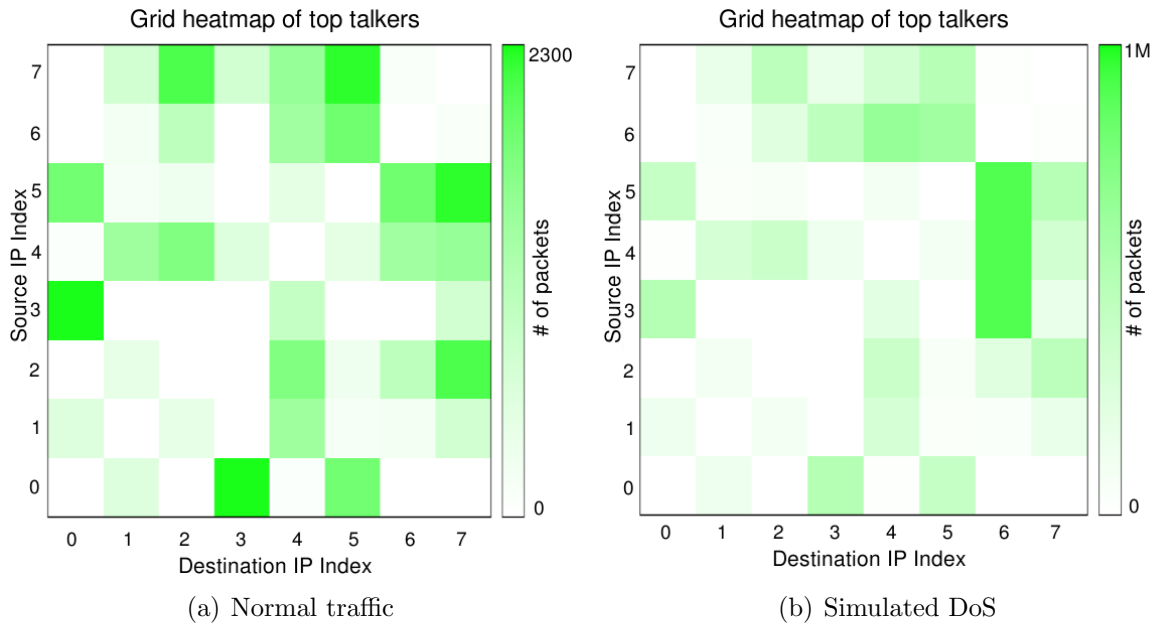 Grid heatmap of top talkers
7
6
5
4
3
2
1
0
Source IP Index
0 1 2 3 4 5 6 7
Destination IP Index
2300
0
# of packets
(a) Normal traffic
Grid heatmap of top talkers
7
6
5
4
3
2
1
0
Source IP Index
0 1 2 3 4 5 6 7
Destination IP Index
1M
0
# of packets
(b) Simulated DoS